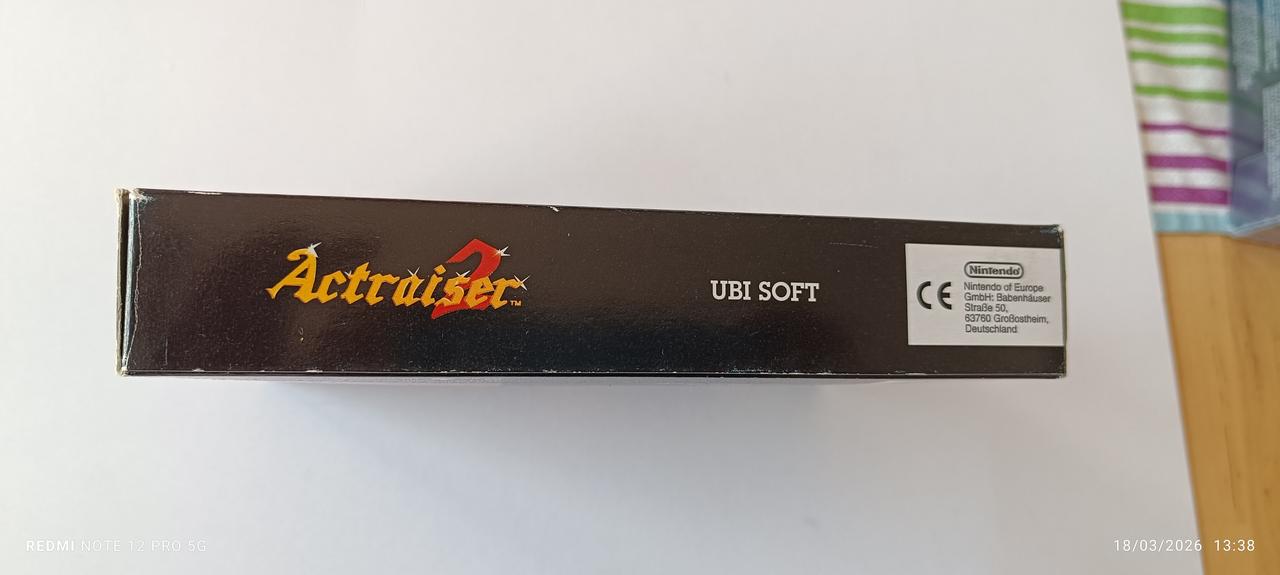 Actraiser 2™
UBI SOFT
CE
Nintendo
Nintendo of Europe
GmbH: Babenhäuser
Straße 50,
63760 Großostheim,
Deutschland
REDMI NOTE 12 PRO 5G
18/03/2026 13:38